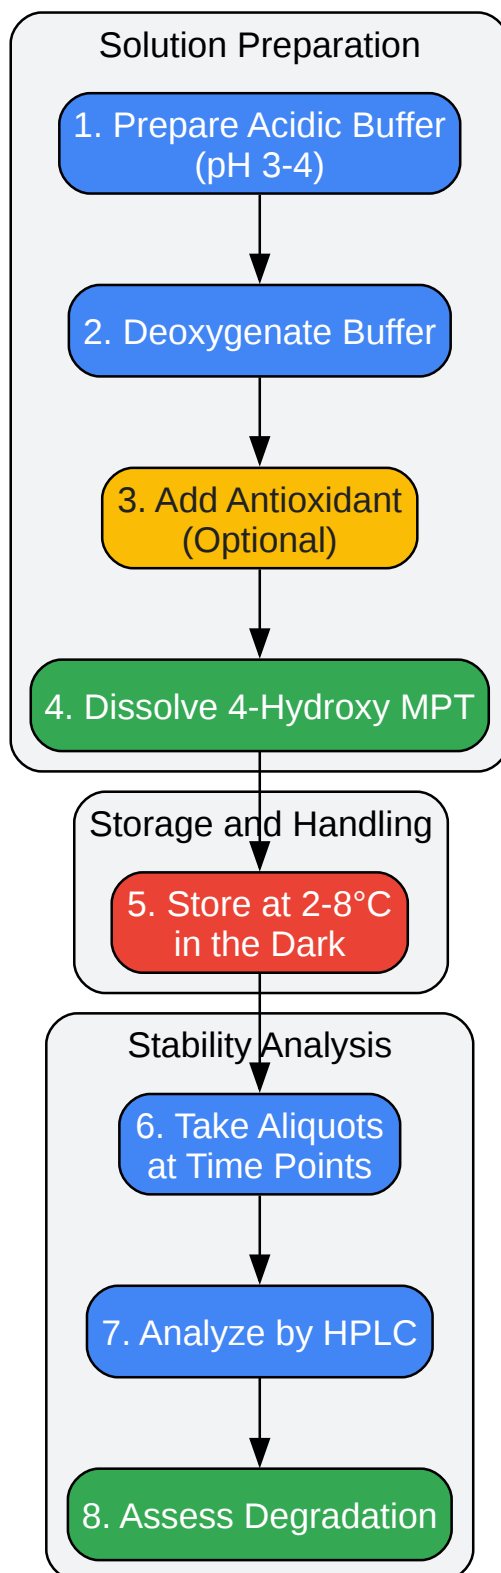 Solution Preparation
1. Prepare Acidic Buffer
(pH 3-4)
2. Deoxygenate Buffer
3. Add Antioxidant
(Optional)
4. Dissolve 4-Hydroxy MPT
Storage and Handling
5. Store at 2-8°C
in the Dark
Stability Analysis
6. Take Aliquots
at Time Points
7. Analyze by HPLC
8. Assess Degradation